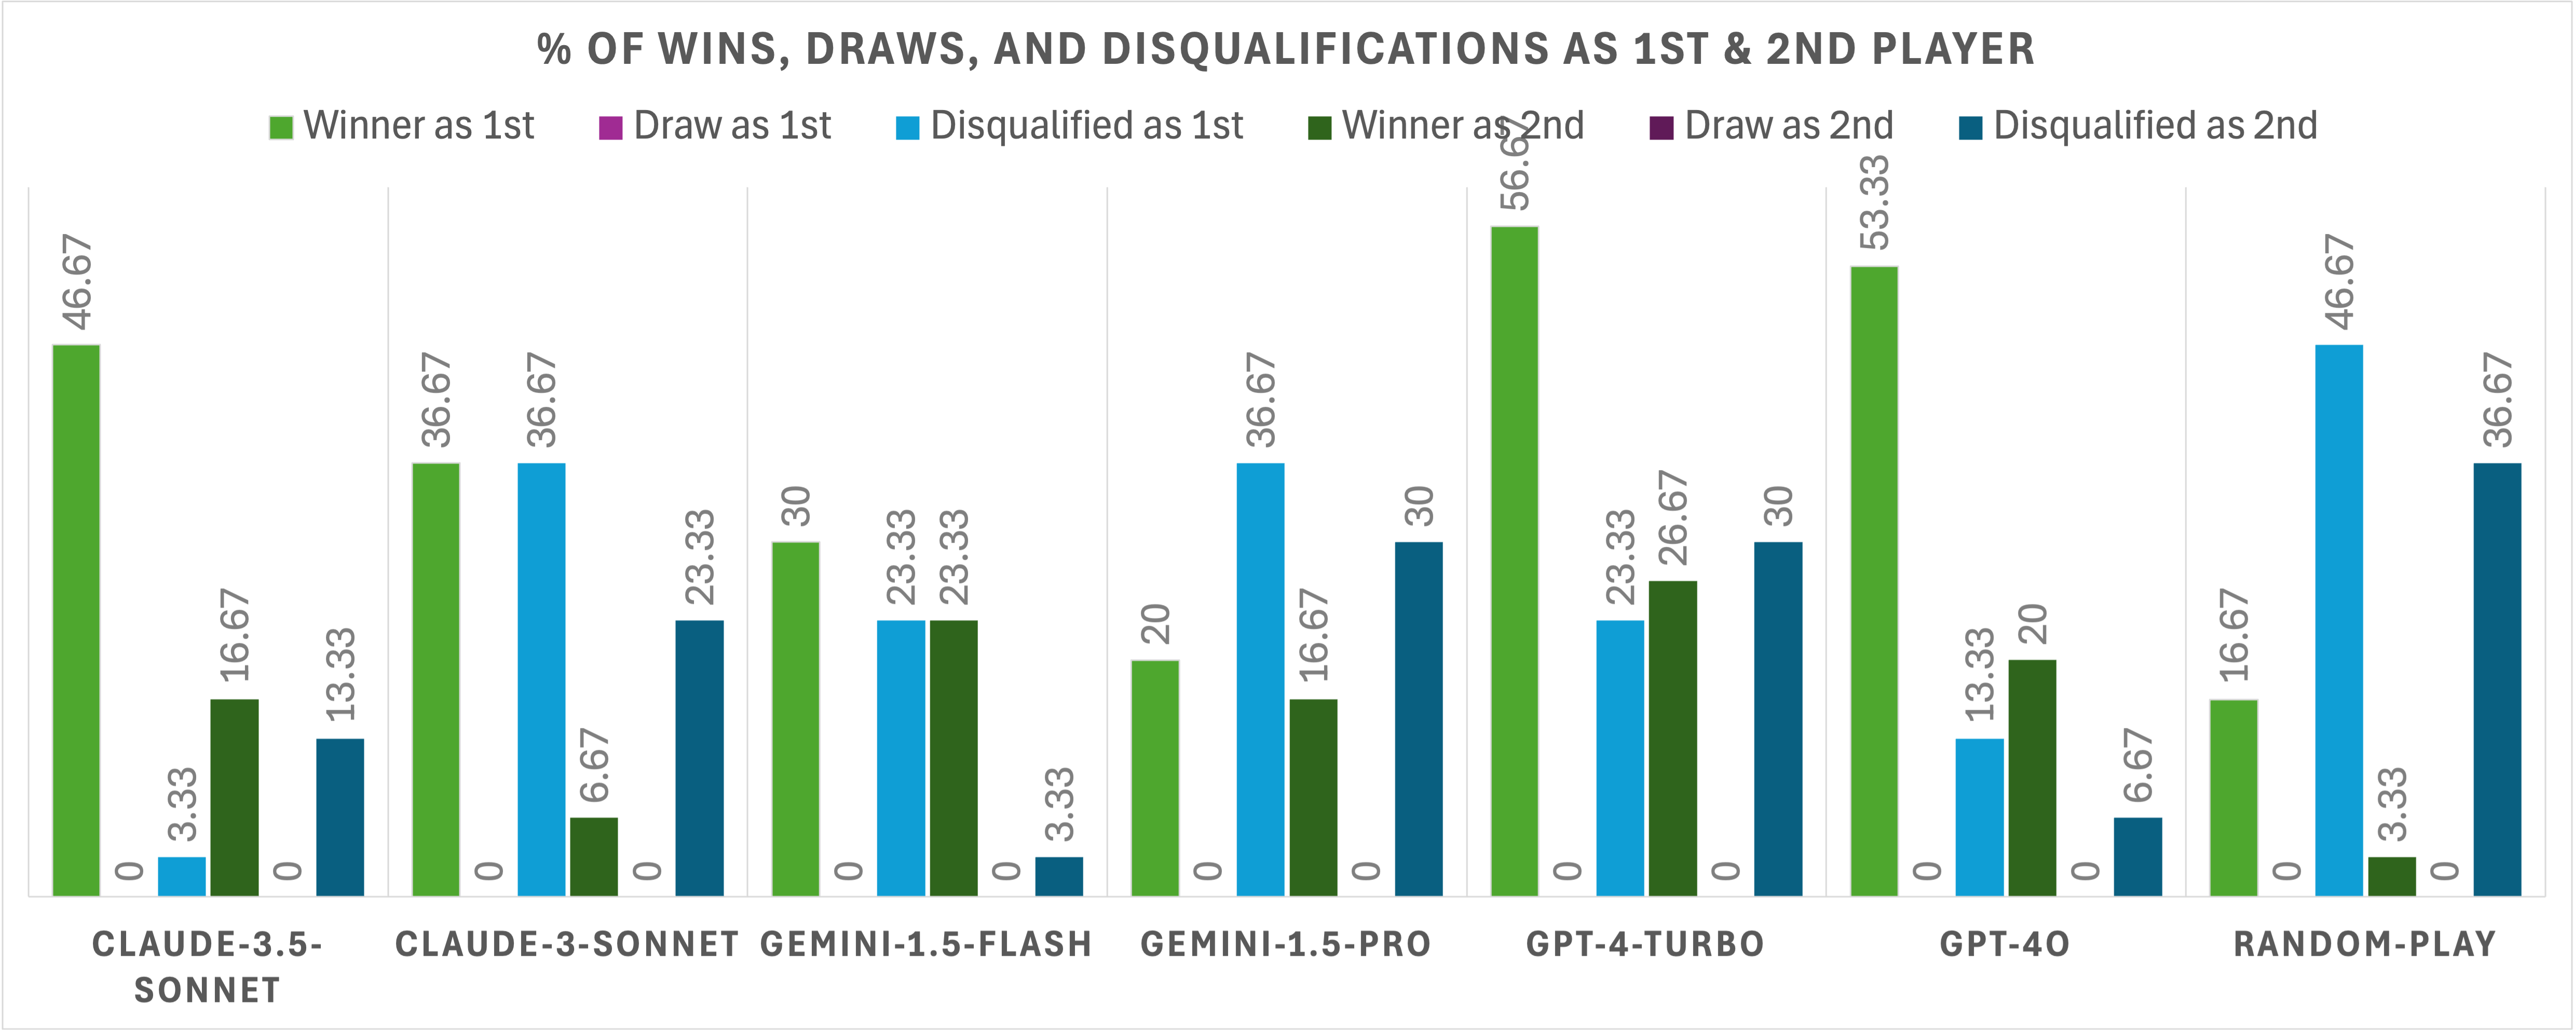 % OF WINS, DRAWS, AND DISQUALIFICATIONS AS 1ST & 2ND PLAYER
Winner as 1st Draw as 1st Disqualified as 1st Winner as 2nd Draw as 2nd Disqualified as 2nd
46.67 0 3.33 16.67 0 13.33
36.67 0 36.67 6.67 0 23.33
30 0 23.33 23.33 0 3.33
20 0 36.67 16.67 0 30
56.67 0 23.33 26.67 0 30
53.33 0 13.33 20 0 6.67
16.67 0 46.67 3.33 0 36.67
CLAUDE-3.5-
SONNET
CLAUDE-3-SONNET
GEMINI-1.5-FLASH
GEMINI-1.5-PRO
GPT-4-TURBO
GPT-4O
RANDOM-PLAY